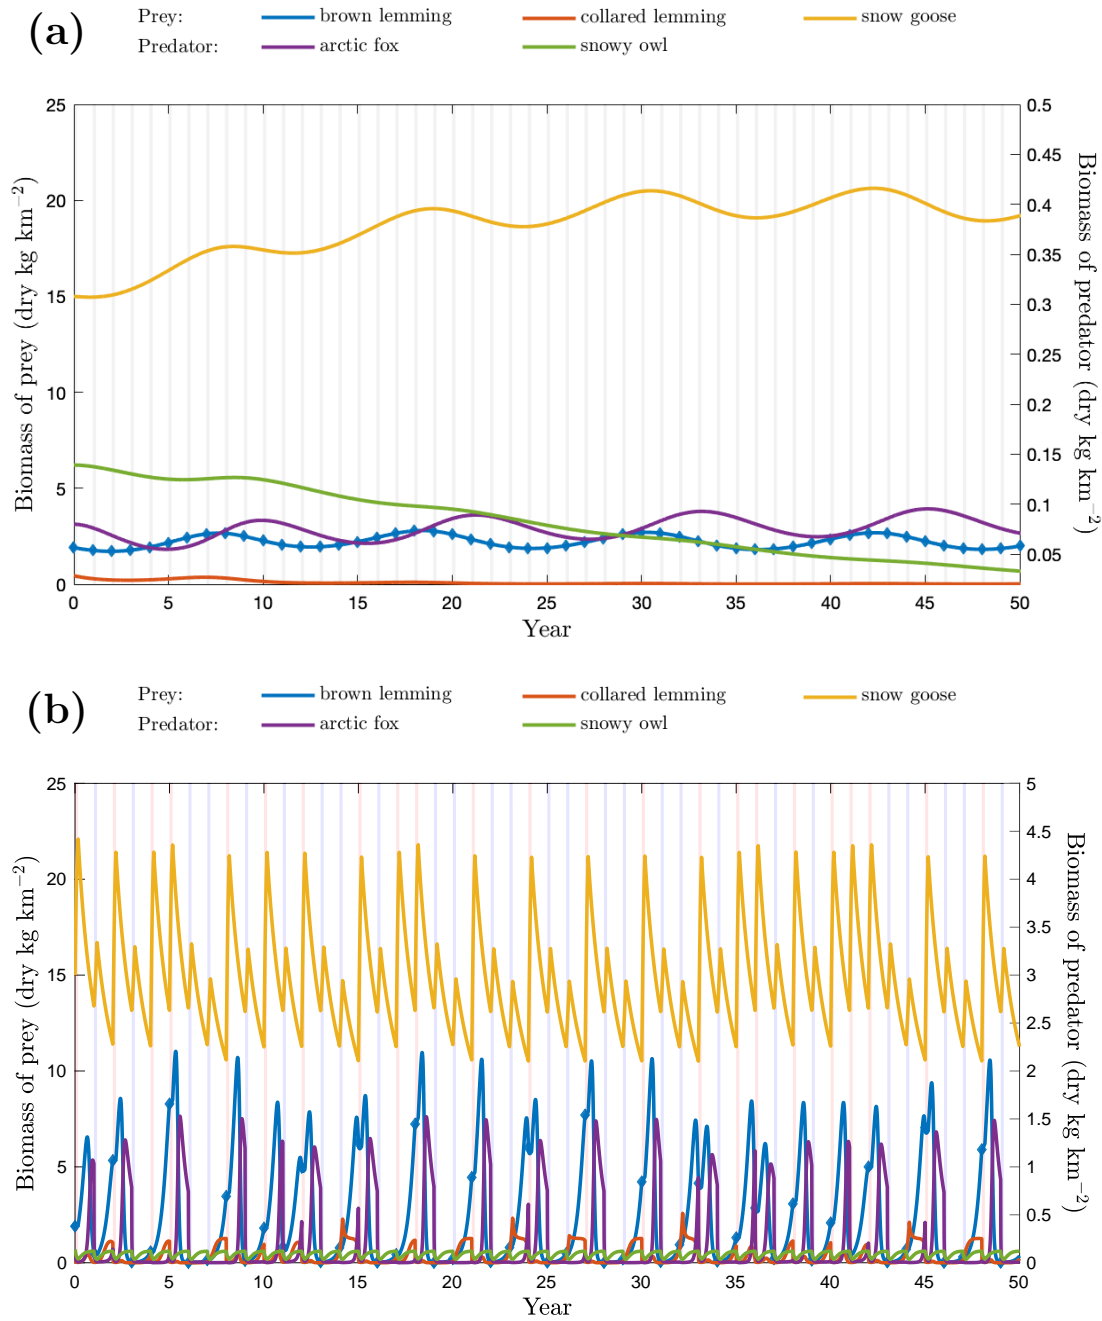 (a)
Prey: brown lemming collared lemming snow goose
Predator: arctic fox snowy owl
25 20 15 10 5 0
Biomass of prey (dry kg km⁻²)
0.5 0.45 0.4 0.35 0.3 0.25 0.2 0.15 0.1 0.05
Biomass of predator (dry kg km⁻²)
0 5 10 15 20 25 30 35 40 45 50
Year
(b)
Prey: brown lemming collared lemming snow goose
Predator: arctic fox snowy owl
25 20 15 10 5 0
Biomass of prey (dry kg km⁻²)
5 4.5 4 3.5 3 2.5 2 1.5 1 0.5 0
Biomass of predator (dry kg km⁻²)
0 5 10 15 20 25 30 35 40 45 50
Year